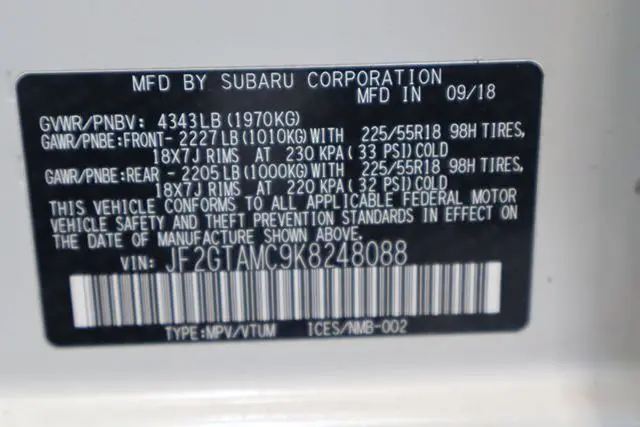 MFD BY SUBARU CORPORATION
MFD IN 09/18
GVWR/PNBV: 4343LB(1970KG)
GAWR/PNBE:FRONT- 2227LB(1010KG)WITH 225/55R18 98H TIRES,
18X7J RIMS AT 230 KPA( 33 PSI)COLD
GAWR/PNBE:REAR - 2205LB(1000KG)WITH 225/55R18 98H TIRES,
18X7J RIMS AT 220 KPA( 32 PSI)COLD
THIS VEHICLE CONFORMS TO ALL APPLICABLE FEDERAL MOTOR
VEHICLE SAFETY AND THEFT PREVENTION STANDARDS IN EFFECT ON
THE DATE OF MANUFACTURE SHOWN ABOVE.
VIN: JF2GTAMC9K8248088
TYPE:MPV/VTUM ICES/NMB-002